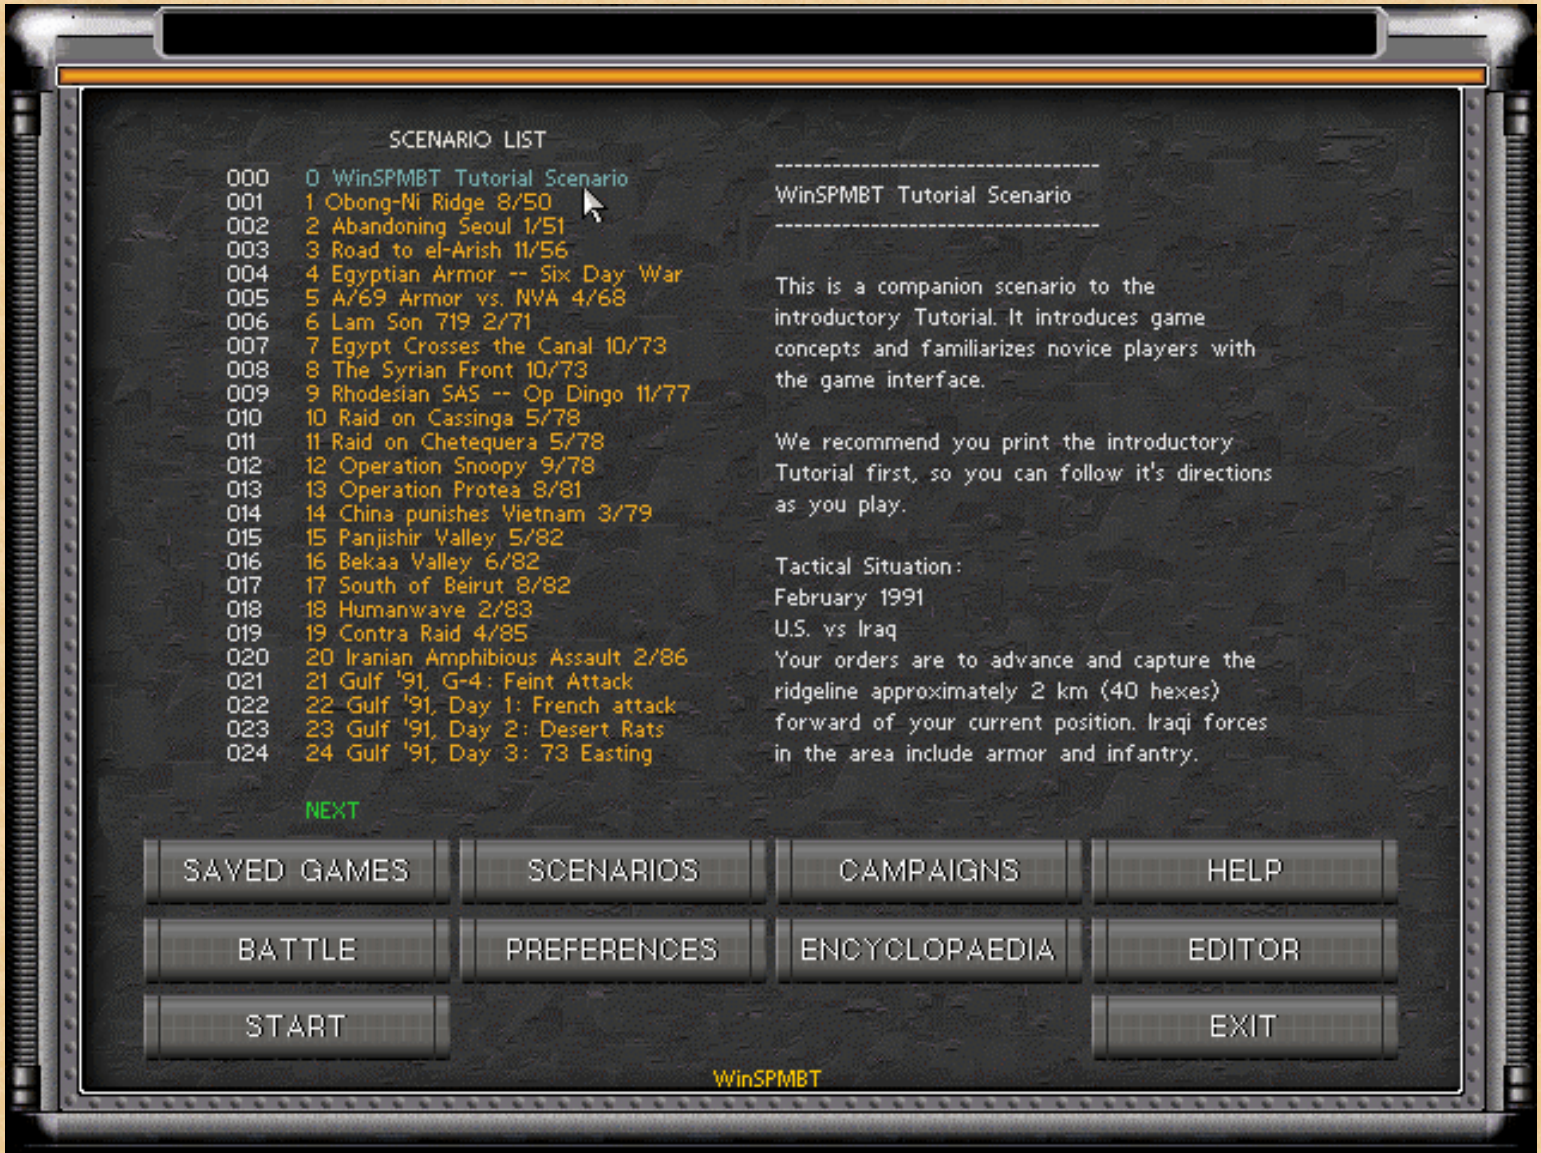 SCENARIO LIST
000 0 WinSPMBT Tutorial Scenario
001 1 Obong-Ni Ridge 8/50
002 2 Abandoning Seoul 1/51
003 3 Road to el-Arish 11/56
004 4 Egyptian Armor -- Six Day War
005 5 A/69 Armor vs. NVA 4/68
006 6 Lam Son 719 2/71
007 7 Egypt Crosses the Canal 10/73
008 8 The Syrian Front 10/73
009 9 Rhodesian SAS -- Op Dingo 11/77
010 10 Raid on Cassinga 5/78
011 11 Raid on Chetequera 5/78
012 12 Operation Snoopy 9/78
013 13 Operation Protea 8/81
014 14 China punishes Vietnam 3/79
015 15 Panjishir Valley 5/82
016 16 Bekaa Valley 6/82
017 17 South of Beirut 8/82
018 18 Humanwave 2/83
019 19 Contra Raid 4/85
020 20 Iranian Amphibious Assault 2/86
021 21 Gulf '91, G-4: Feint Attack
022 22 Gulf '91, Day 1: French attack
023 23 Gulf '91, Day 2: Desert Rats
024 24 Gulf '91, Day 3: 73 Easting
NEXT
--------------------------------
WinSPMBT Tutorial Scenario
--------------------------------
This is a companion scenario to the
introductory Tutorial. It introduces game
concepts and familiarizes novice players with
the game interface.
We recommend you print the introductory
Tutorial first, so you can follow it's directions
as you play.
Tactical Situation:
February 1991
U.S. vs Iraq
Your orders are to advance and capture the
ridgeline approximately 2 km (40 hexes)
forward of your current position. Iraqi forces
in the area include armor and infantry.
SAVED GAMES
SCENARIOS
CAMPAIGNS
HELP
BATTLE
PREFERENCES
ENCYCLOPAEDIA
EDITOR
START
EXIT
WinSPMBT